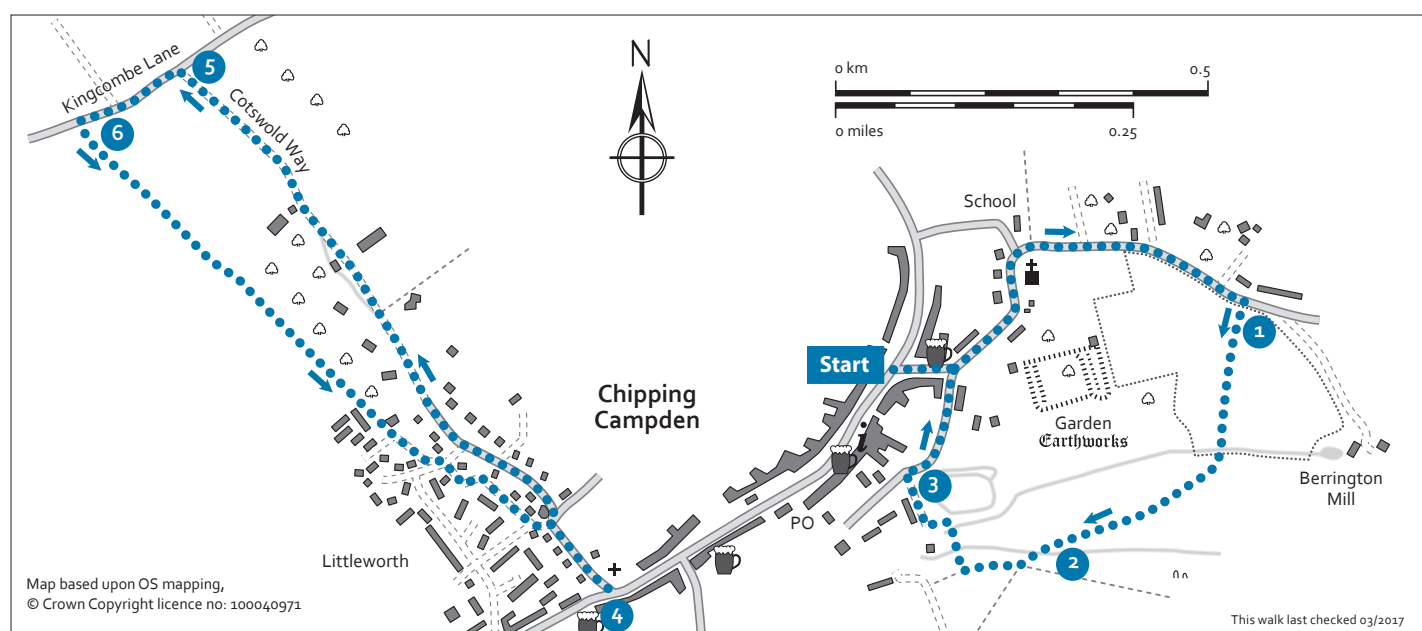 Kingcombe Lane
5
6
Cotswold Way
N
0 km 0.5
0 miles 0.25
School
1
Start
Chipping
Campden
Garden
Earthworks
i
3
Berrington
Mill
PO
2
Littleworth
4
Map based upon OS mapping,
© Crown Copyright licence no: 100040971
This walk last checked 03/2017